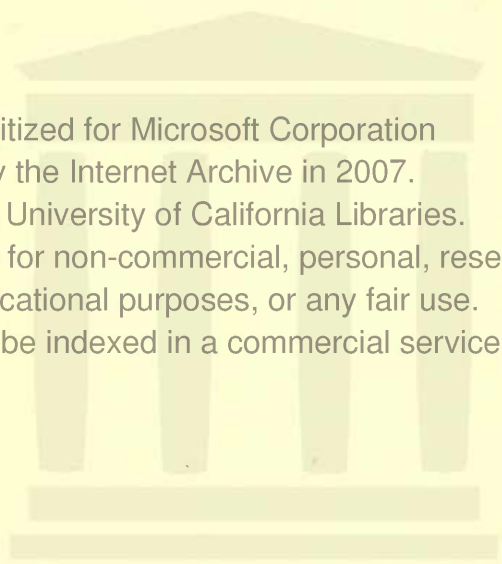 itized for Microsoft Corporation
y the Internet Archive in 2007.
University of California Libraries.
for non-commercial, personal, rese
cational purposes, or any fair use.
be indexed in a commercial service